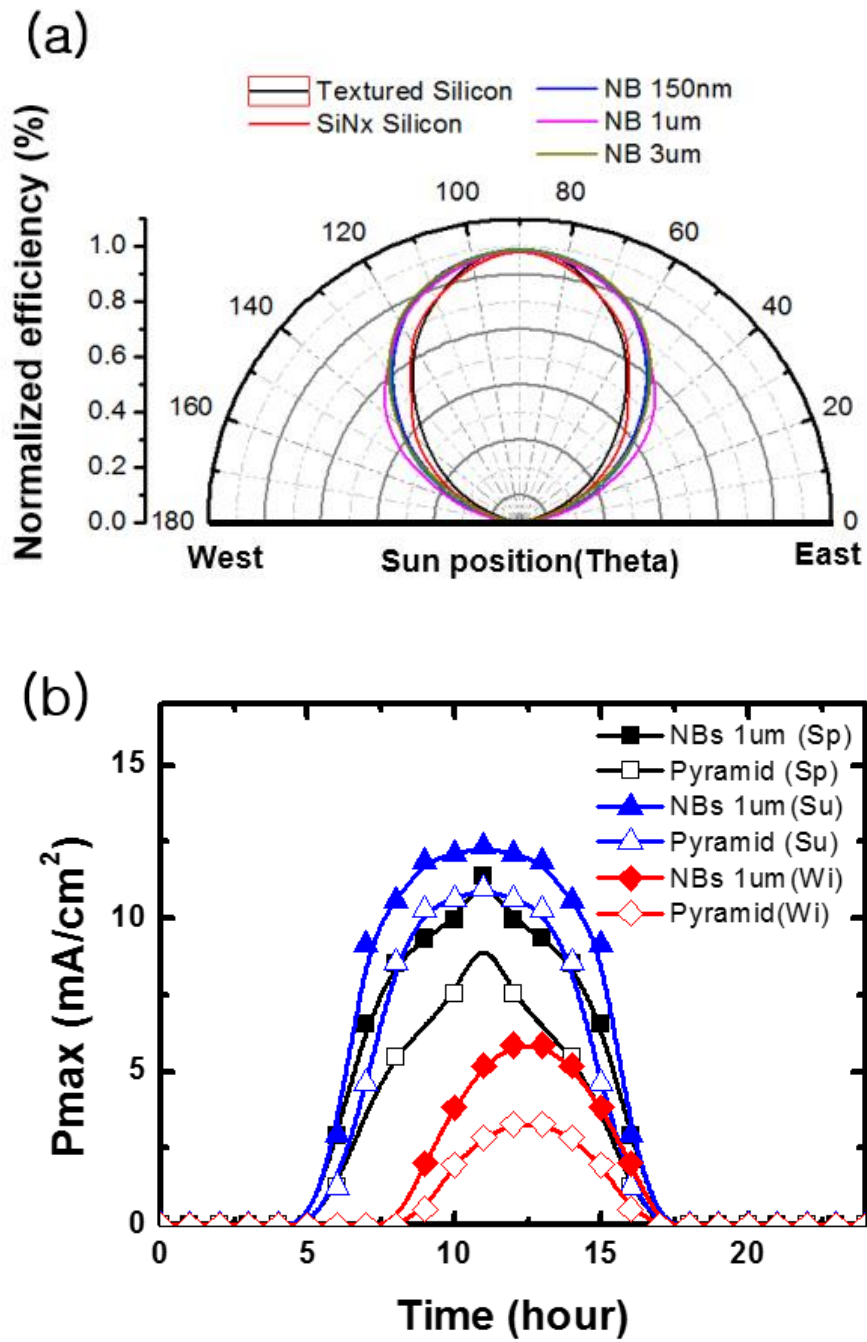 (a)
Textured Silicon
SiNx Silicon
NB 150nm
NB 1um
NB 3um
Normalized efficiency (%)
1.0
0.8
0.6
0.4
0.2
0.0
180
160
140
120
100
80
60
40
20
0
West
Sun position(Theta)
East
(b)
NBs 1um (Sp)
Pyramid (Sp)
NBs 1um(Su)
Pyramid (Su)
NBs 1um(Wi)
Pyramid(Wi)
Pmax (mA/cm²)
15
10
5
0
0 5 10 15 20
Time (hour)